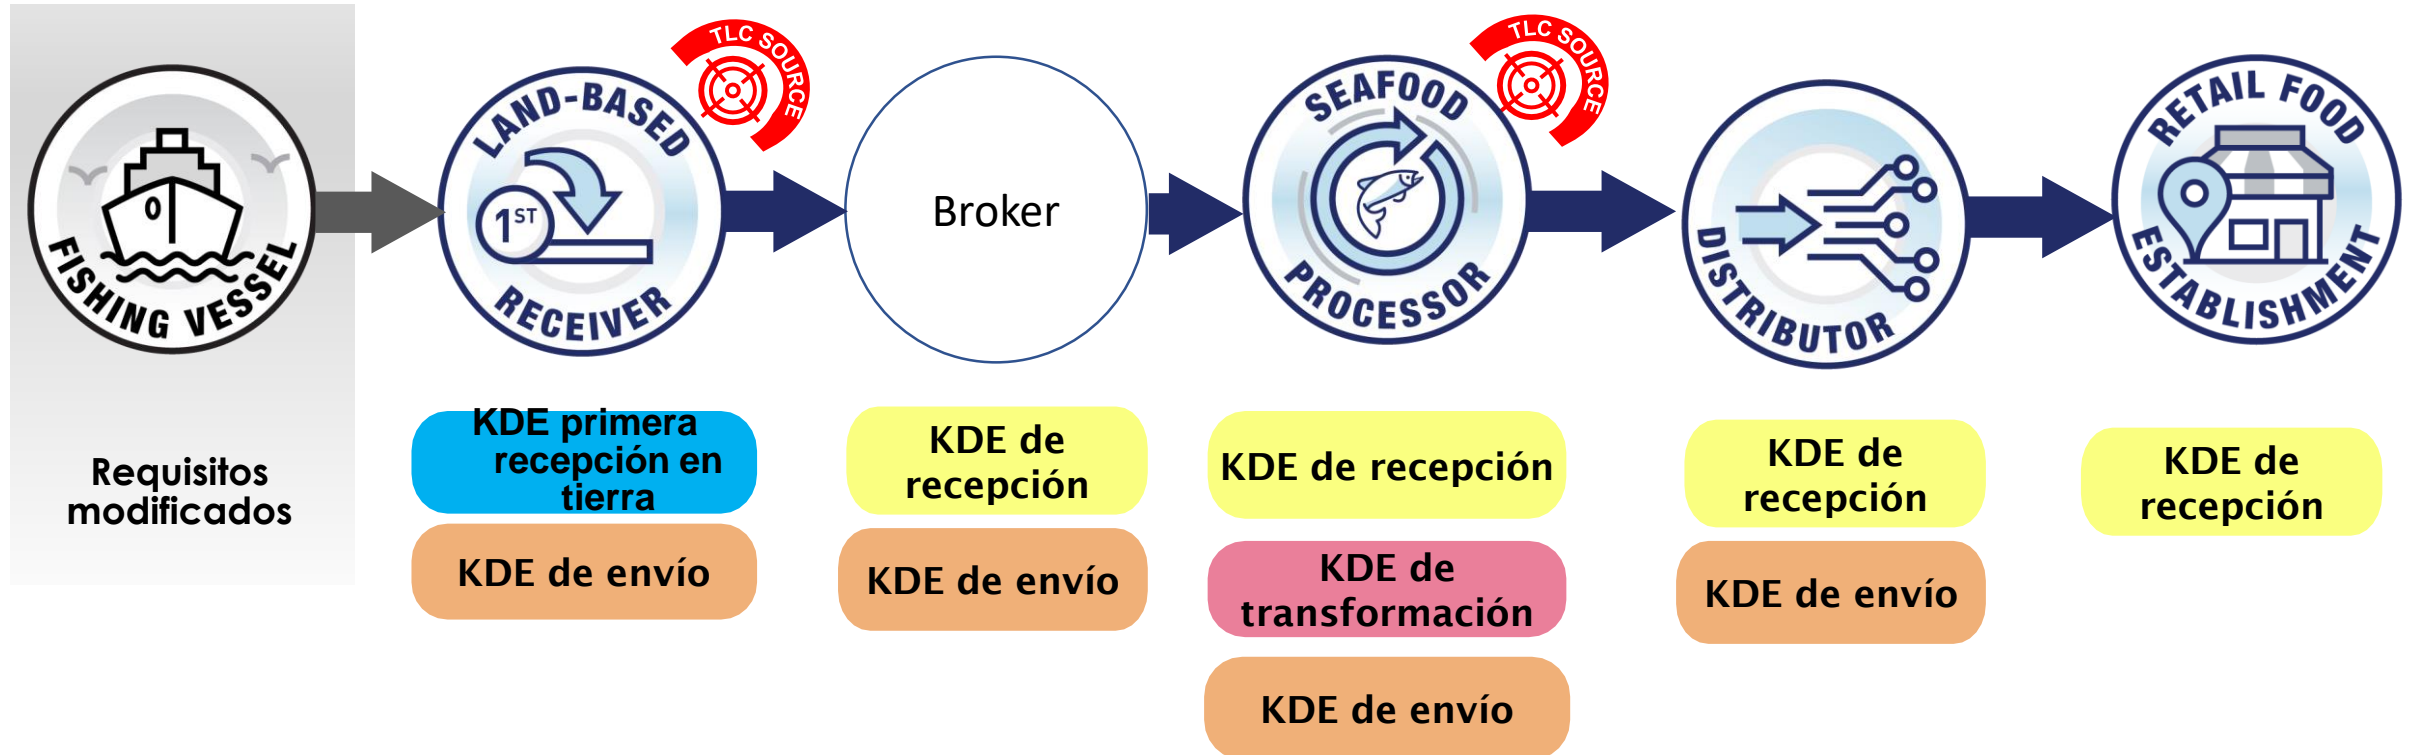 TLC SOURCE
TLC SOURCE
FISHING VESSEL
LAND-BASED
RECEIVER
1ST
Broker
SEAFOOD
PROCESSOR
DISTRIBUTOR
RETAIL FOOD
ESTABLISHMENT
Requisitos
modificados
KDE primera
recepción en
tierra
KDE de envío
KDE de
recepción
KDE de envío
KDE de recepción
KDE de
transformación
KDE de envío
KDE de
recepción
KDE de envío
KDE de
recepción